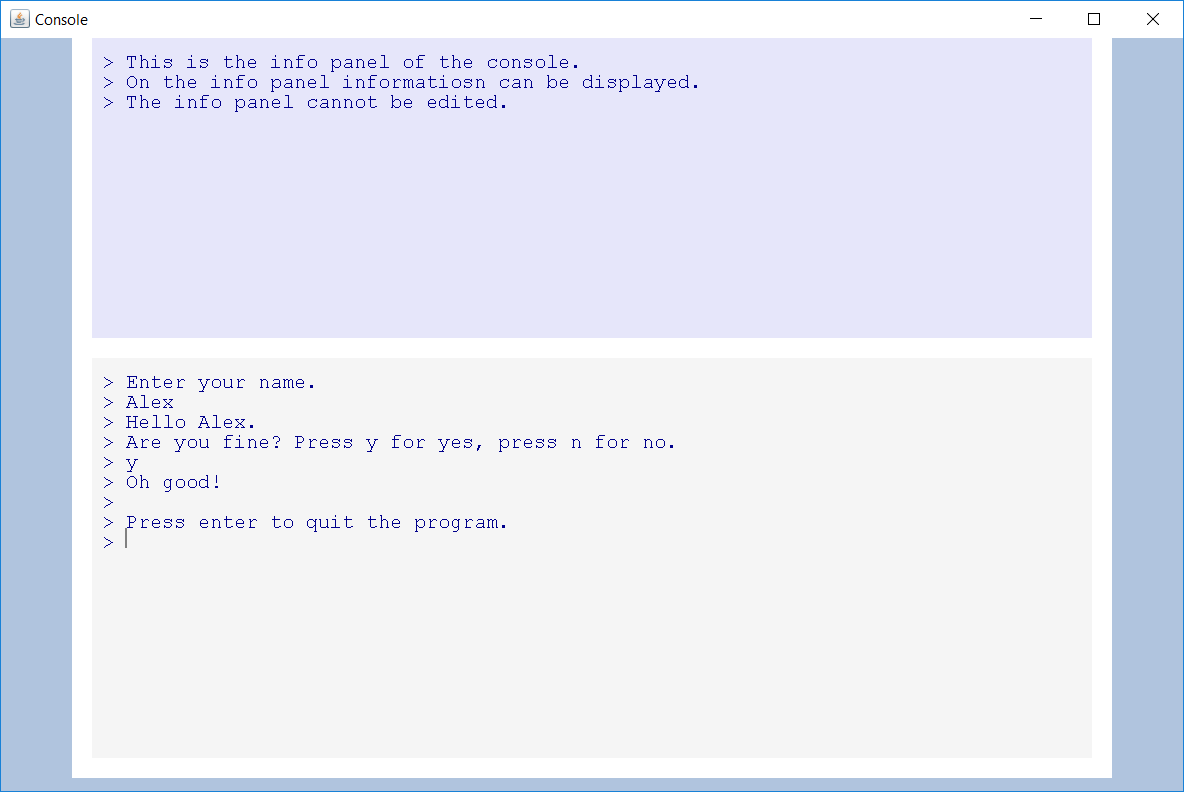 Console
> This is the info panel of the console.
> On the info panel informatiosn can be displayed.
> The info panel cannot be edited.
> Enter your name.
> Alex
> Hello Alex.
> Are you fine? Press y for yes, press n for no.
> y
> Oh good!
>
> Press enter to quit the program.
>